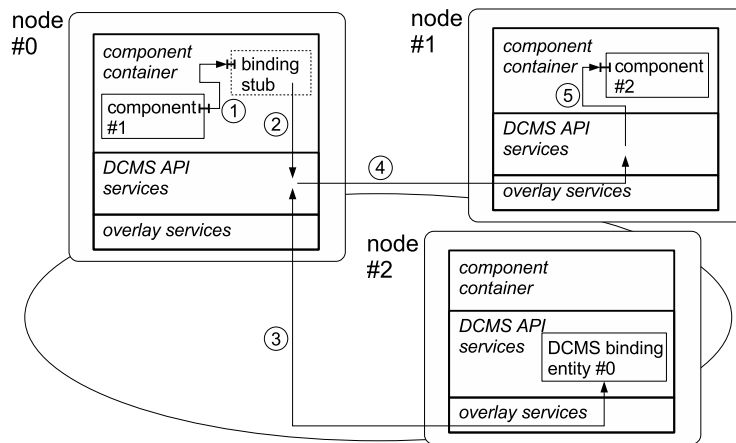 node
#0
component
container
binding
stub
component
#1
1
2
DCMS API
services
overlay services
node
#1
component
container
component
#2
5
DCMS API
services
overlay services
4
3
node
#2
component
container
DCMS API
services
DCMS binding
entity #0
overlay services